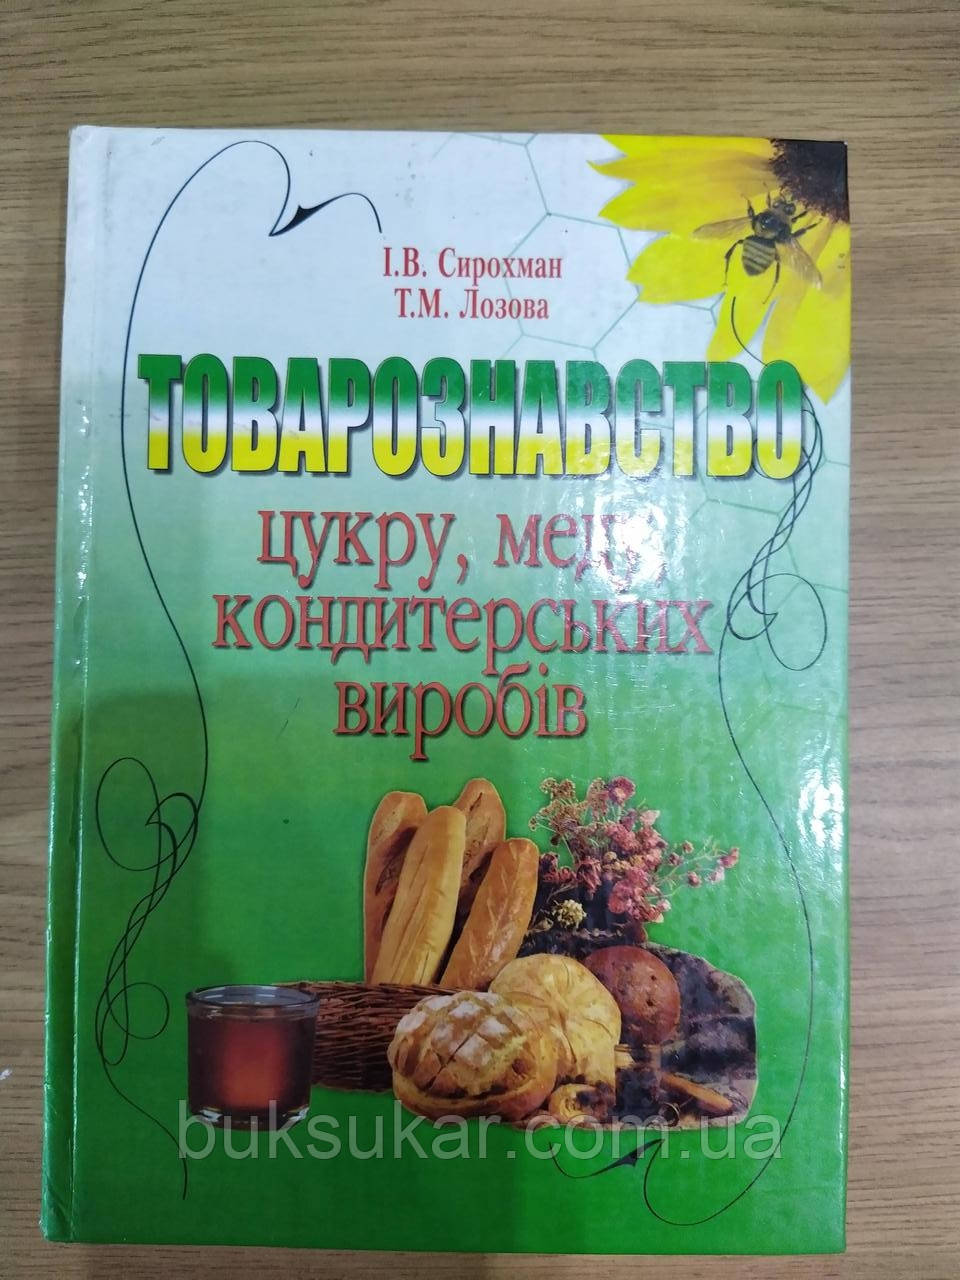 І.В. Сирохман
Т.М. Лозова
ТОВАРОЗНАВСТВО
цукру, меду,
кондитерських
виробів
buksukar.com.ua